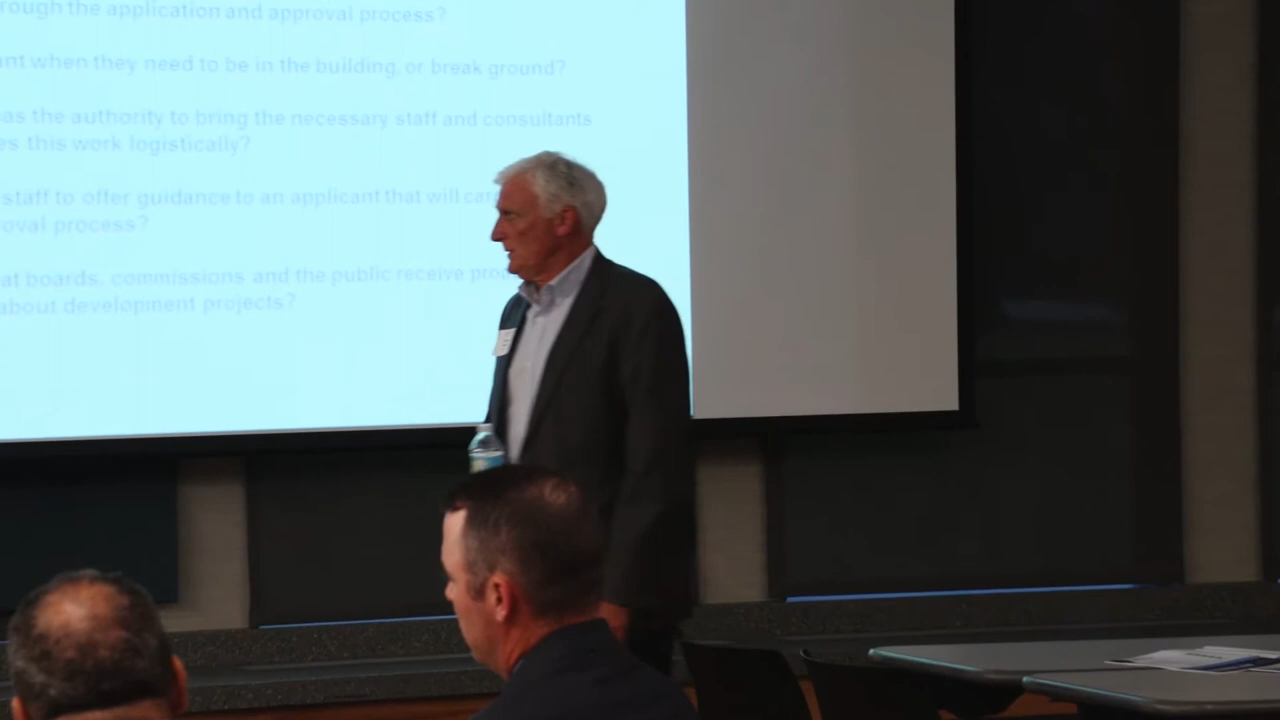 rough the application and approval process?
nt when they need to be in the building, or break ground?
as the authority to bring the necessary staff and consultants
es this work logistically?
staff to offer guidance to an applicant that will car
oval process?
at boards, commissions and the public receive pro
about development projects?